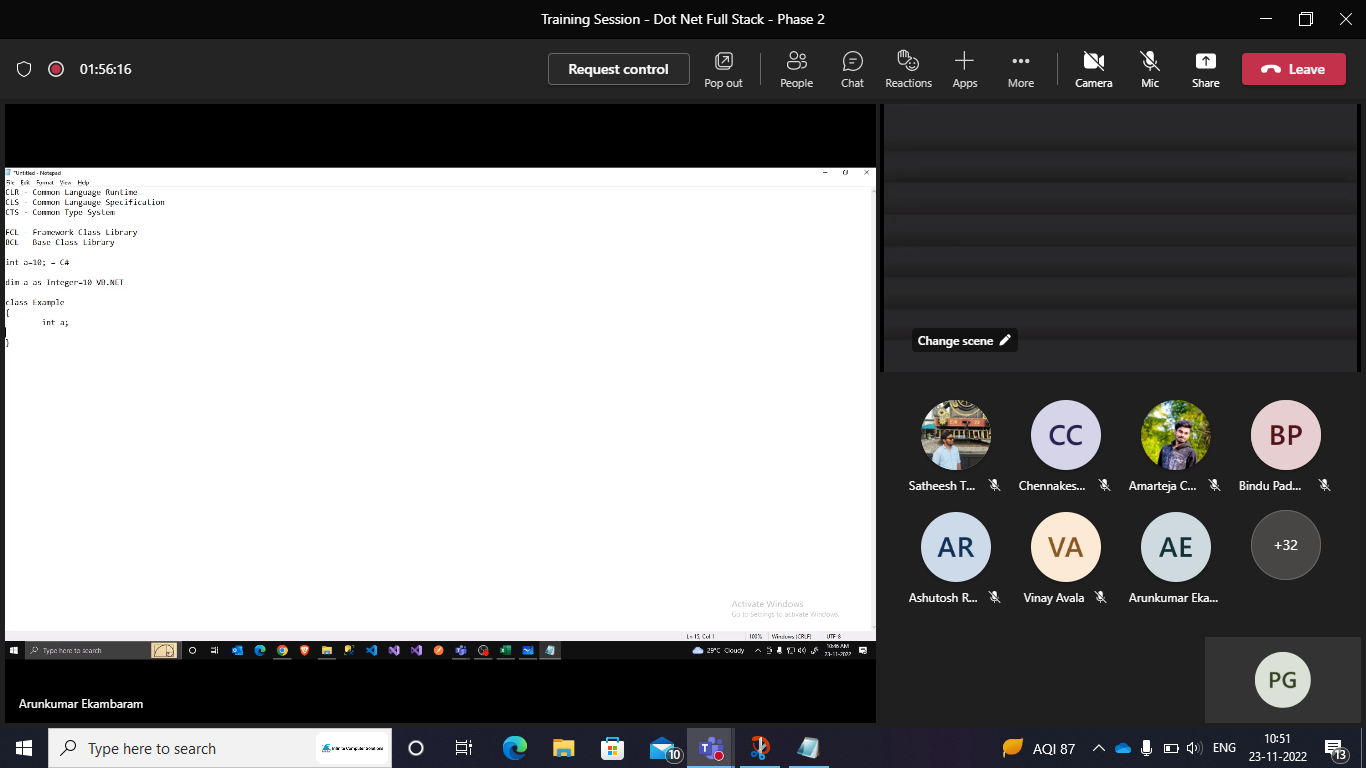 Training Session - Dot Net Full Stack - Phase 2
01:56:16
Request control
Pop out
People
Chat
Reactions
Apps
More
Camera
Mic
Share
Leave
*Untitled - Notepad
File Edit Format View Help
CLR - Common Language Runtime
CLS - Common Langauge Specification
CTS - Common Type System
FCL - Framework Class Library
BCL - Base Class Library
int a=10; - C#
dim a as Integer=10 VB.NET
class Example
{
int a;
}
Activate Windows
Go to Settings to activate Windows.
Ln 15, Col 1 100% Windows (CRLF) UTF-8
Type here to search
29°C Cloudy
10:46 AM
23-11-2022
Arunkumar Ekambaram
Change scene
Satheesh T...
CC
Chennakes...
Amarteja C...
BP
Bindu Pad...
AR
Ashutosh R...
VA
Vinay Avala
AE
Arunkumar Eka...
+32
PG
Type here to search
Infinite Computer Solutions
10
AQI 87
ENG
10:51
23-11-2022
13